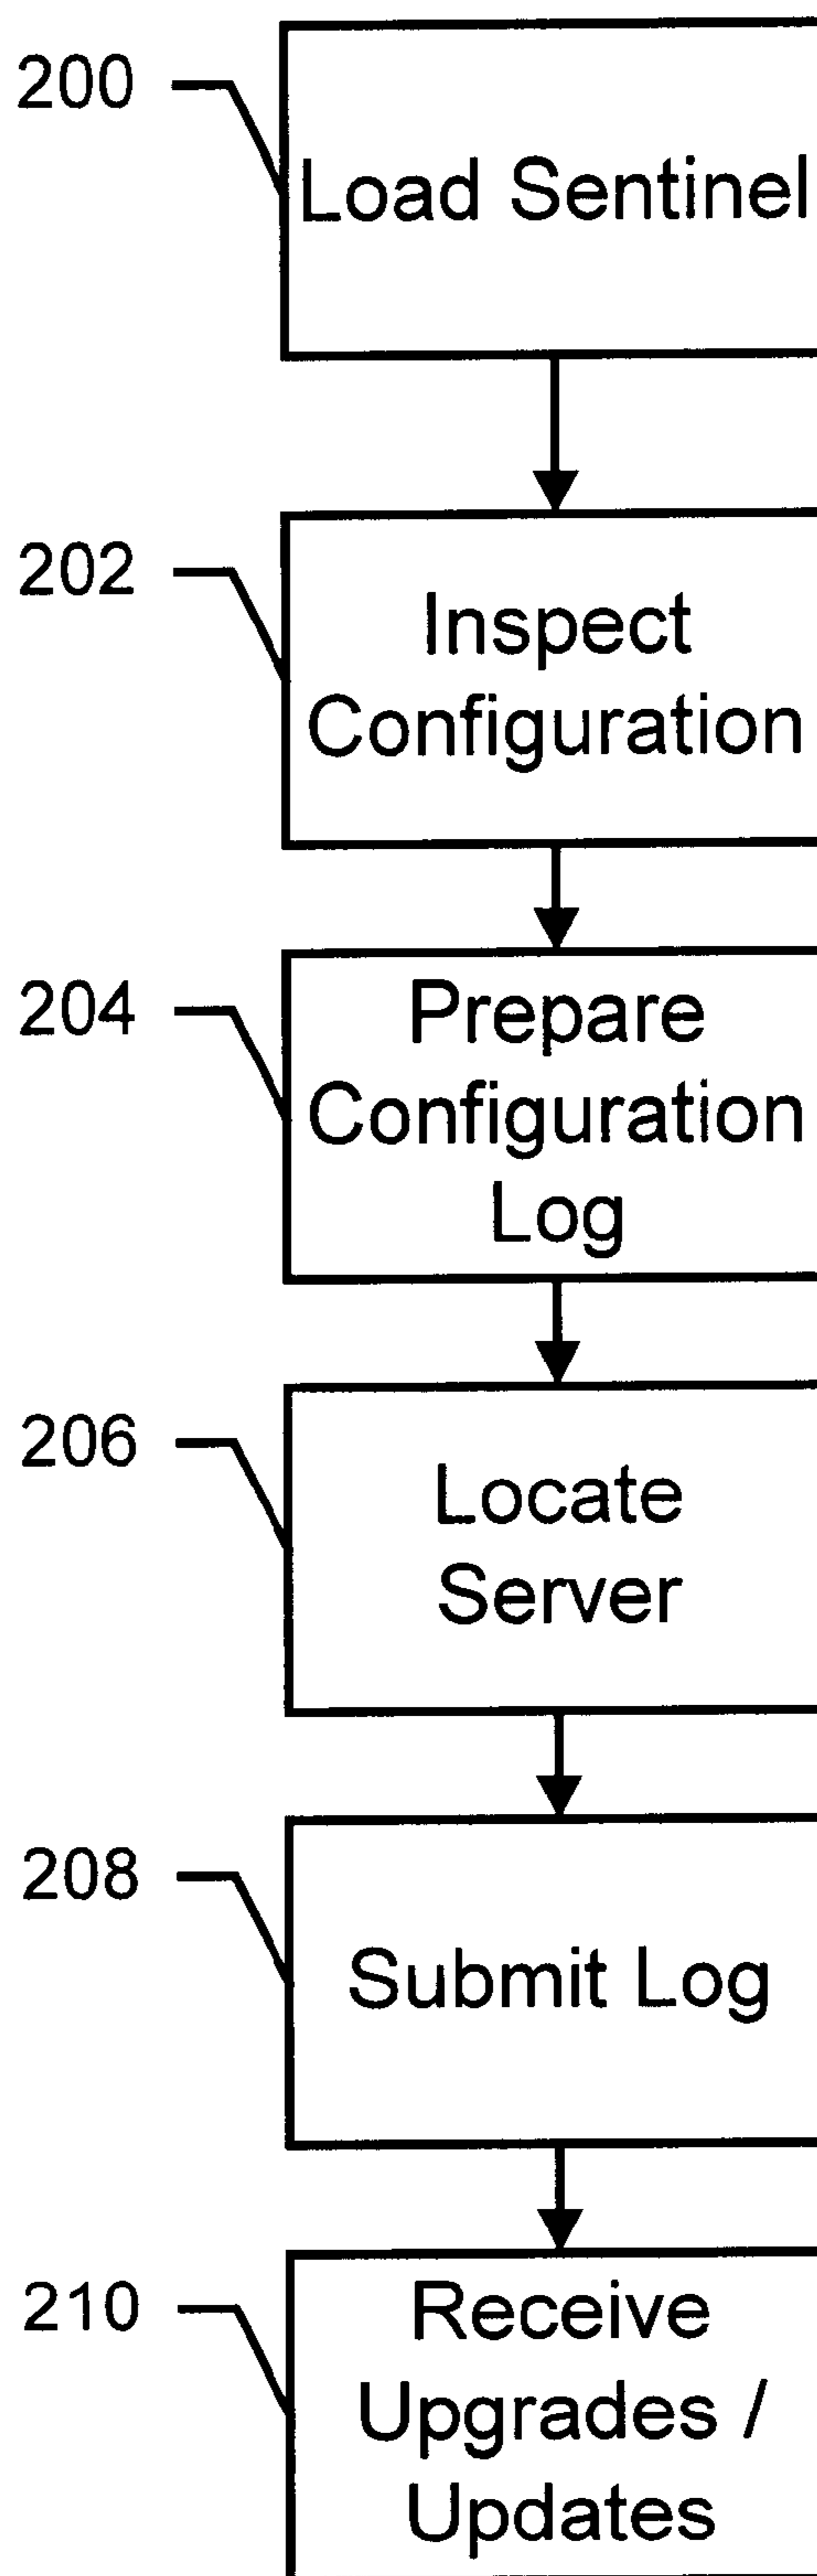 200
Load Sentinel
202
Inspect
Configuration
204
Prepare
Configuration
Log
206
Locate
Server
208
Submit Log
210
Receive
Upgrades /
Updates